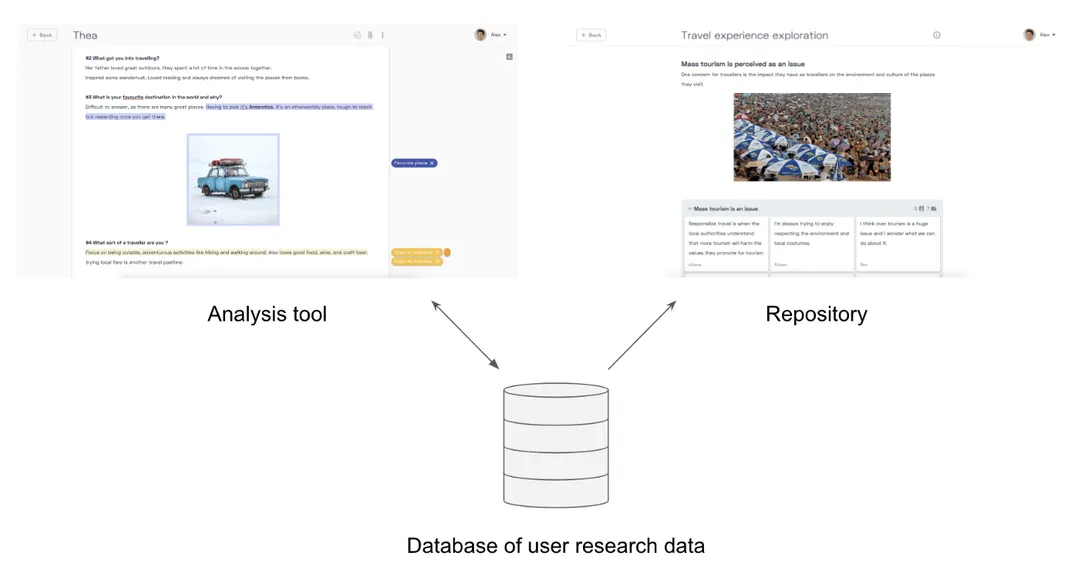 ← Back
Thea
Alex
#2 What got you into travelling?
Her father loved great outdoors, they spent a lot of time in the woods together.
Inspired some wanderlust. Loved reading and always dreamed of visiting the places from books.
#3 What is your favourite destination in the world and why?
Difficult to answer, as there are many great places. Having to pick it's Antarctica. It's an otherworldly place, tough to reach
but rewarding once you get there.
Favorite place ×
#4 What sort of a traveller are you ?
Focus on being outside, adventurous activities like hiking and walking around. Also loves good food, wine, and craft beer,
trying local fare is another travel pastime.
Type of traveller ×
Type of traveller ×
← Back
Travel experience exploration
Alex
Mass tourism is perceived as an issue
One concern for travellers is the impact they have as travellers on the environment and culture of the places
they visit.
Mass tourism is an issue
Responsible travel is when the
local authorities understand
that more tourism will harm the
values they promote for tourism
I'm always trying to enjoy
respecting the environment and
local costumes.
I think over tourism is a huge
issue and I wonder what we can
do about it.
Analysis tool
Repository
Database of user research data